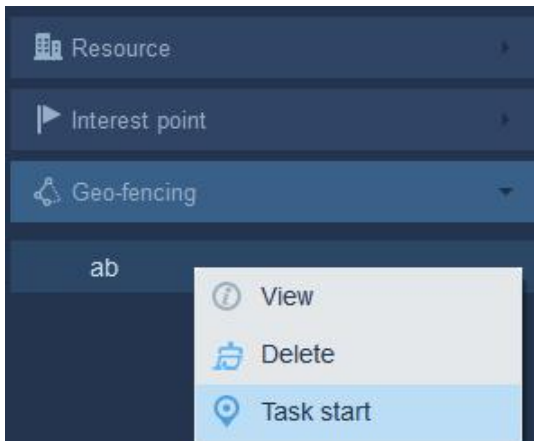 Resource
Interest point
Geo-fencing
ab
View
Delete
Task start